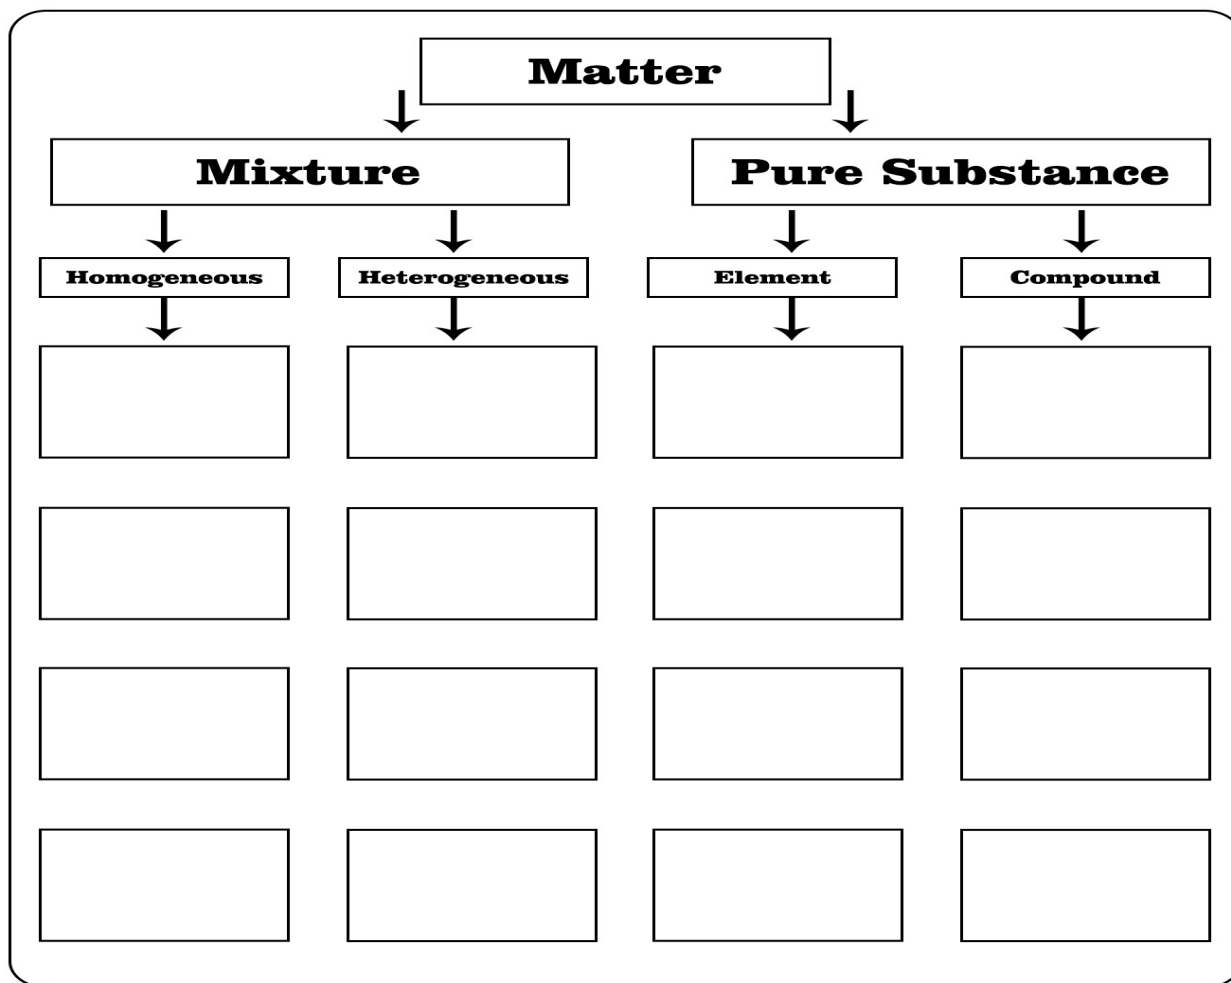 Matter
Mixture
Pure Substance
Homogeneous
Heterogeneous
Element
Compound